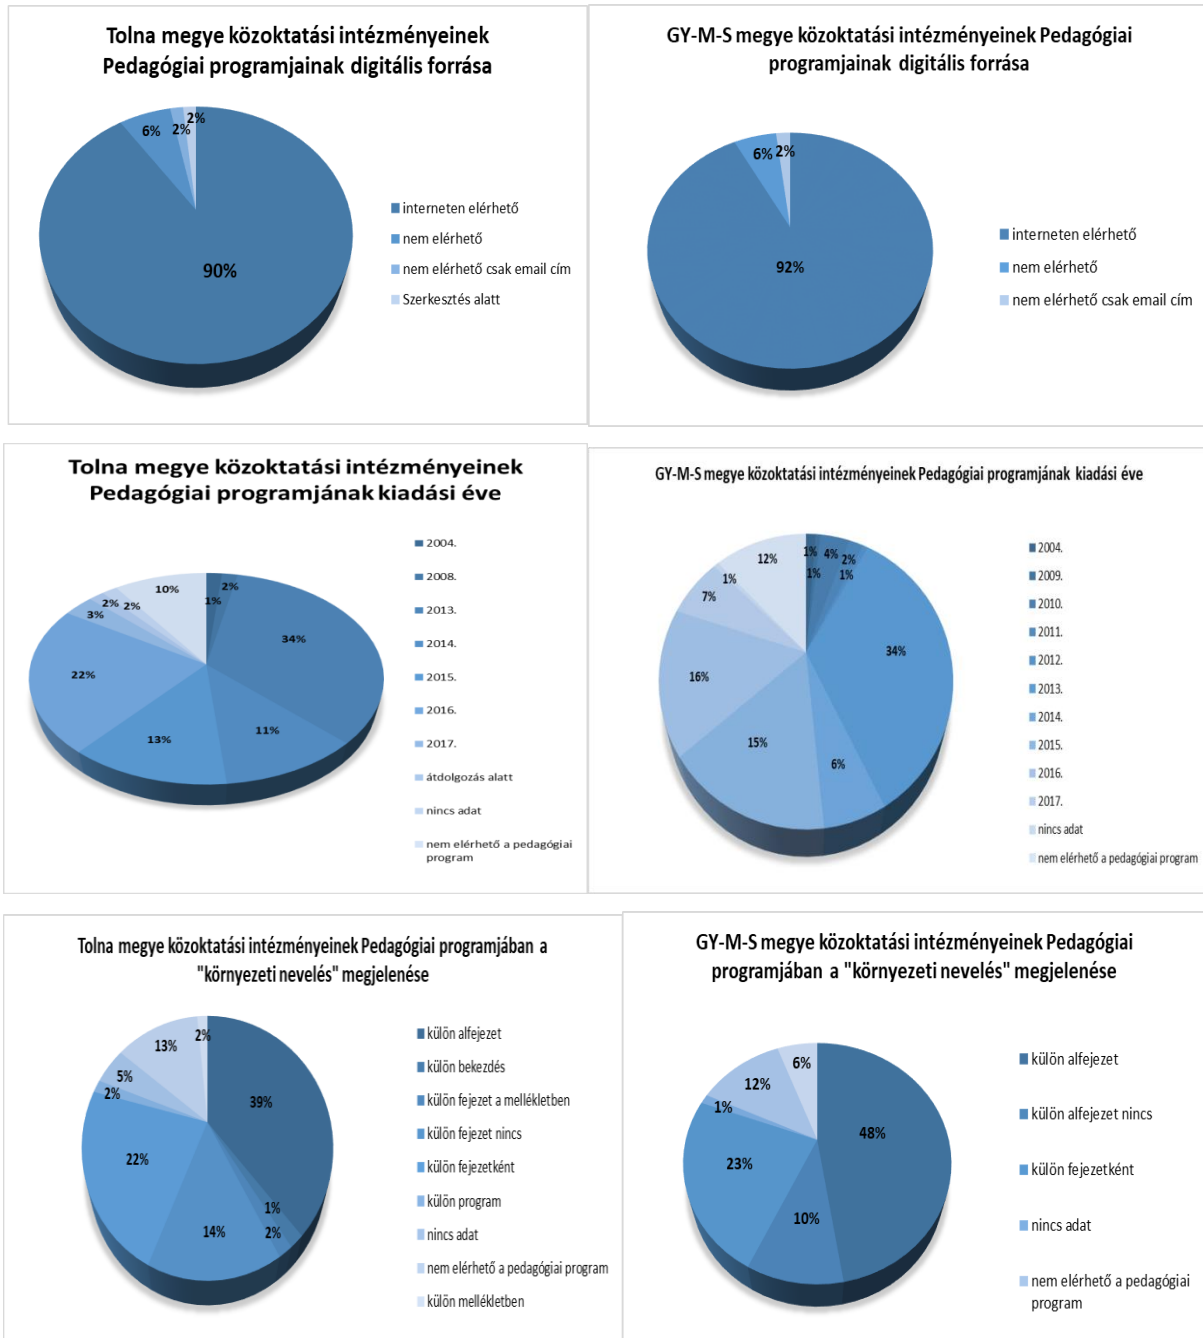 Tolna megye közoktatási intézményeinek
Pedagógiai programjainak digitális forrása
2%
6%
2%
90%
interneten elérhető
nem elérhető
nem elérhető csak email cím
Szerkesztés alatt
GY-M-S megye közoktatási intézményeinek Pedagógiai
programjainak digitális forrása
6%
2%
92%
interneten elérhető
nem elérhető
nem elérhető csak email cím
Tolna megye közoktatási intézményeinek
Pedagógiai programjának kiadási éve
10%
2%
2%
1%
2%
3%
34%
22%
11%
13%
2004.
2008.
2013.
2014.
2015.
2016.
2017.
átdolgozás alatt
nincs adat
nem elérhető a pedagógiai
program
GY-M-S megye közoktatási intézményeinek Pedagógiai programjának kiadási éve
12%
1%
4%
2%
1%
1%
1%
7%
34%
16%
15%
6%
2004.
2009.
2010.
2011.
2012.
2013.
2014.
2015.
2016.
2017.
nincs adat
nem elérhető a pedagógiai program
Tolna megye közoktatási intézményeinek Pedagógiai programjában a
"környezeti nevelés" megjelenése
2%
13%
5%
2%
39%
22%
1%
2%
14%
külön alfejezet
külön bekezdés
külön fejezet a mellékletben
külön fejezet nincs
külön fejezetként
külön program
nincs adat
nem elérhető a pedagógiai program
külön mellékletben
GY-M-S megye közoktatási intézményeinek Pedagógiai
programjában a "környezeti nevelés" megjelenése
6%
12%
1%
48%
23%
10%
külön alfejezet
külön alfejezet nincs
külön fejezetként
nincs adat
nem elérhető a pedagógiai
program